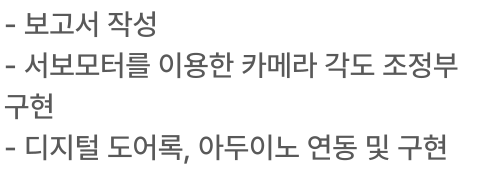 - 보고서 작성
- 서보모터를 이용한 카메라 각도 조정부
구현
- 디지털 도어록, 아두이노 연동 및 구현